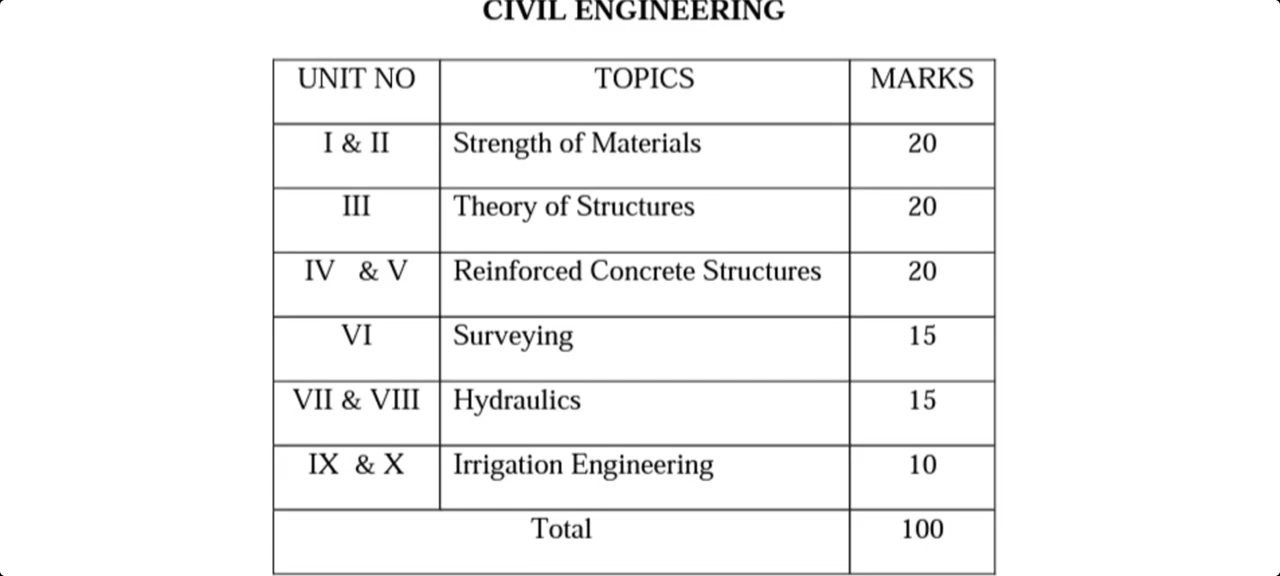 CIVIL ENGINEERING
UNIT NO TOPICS MARKS
I & II Strength of Materials 20
III Theory of Structures 20
IV & V Reinforced Concrete Structures 20
VI Surveying 15
VII & VIII Hydraulics 15
IX & X Irrigation Engineering 10
Total 100